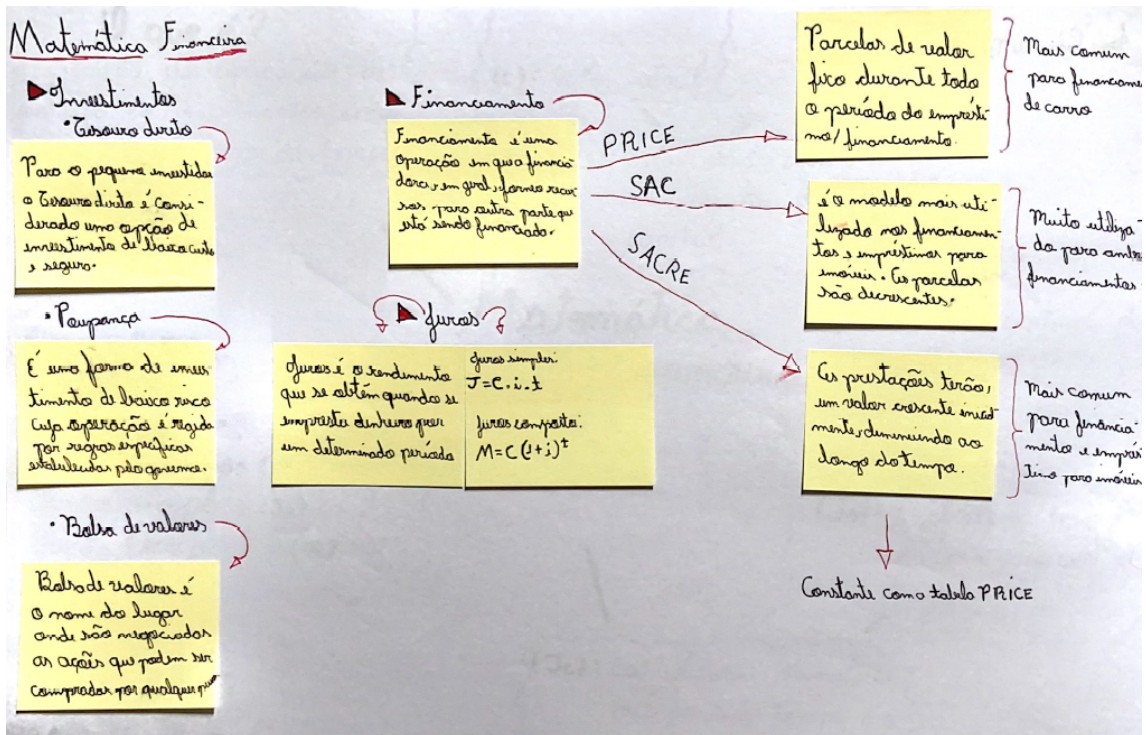 Matemática Financeira
Investimentos
• Tesouro direto
Para o pequeno investidor
o Tesouro direto é consi-
derado uma opção de
investimento de baixo custo
e seguro.
• Poupança
É uma forma de inves
timento de baixo risco
cuja operação é regida
por regras específicas
estabelecidas pelo governo.
• Bolsa de valores
Bolsa de valores é
o nome do lugar
onde são negociadas
as ações que podem ser
compradas por qualquer
Financiamento
Financiamento é uma
operação em que a financia
dora, em geral, fornece recur
sos para outra parte que
está sendo financiado.
Juros
Juros é o rendimento
que se obtém quando se
empresta dinheiro por
um determinado período
Juros simples:
J=C.i.t
Juros composto:
M=C(1+i)^t
PRICE
SAC
SACRE
Parcelas de valor
fixo durante todo
o período do emprésti
mo/financiamento.
Mais comum
para financiame
de carro
é o modelo mais uti-
lizado nos financiamen-
tos e empréstimos para
imóveis. As parcelas
são decrescentes.
Muito utiliza-
do para
financiamentos
As prestações terão,
um valor crescente inicial
mente, diminuindo ao
longo do tempo.
Mais comum
para financia-
mento e emprés
timo para imóveis
Constante como tabela PRICE